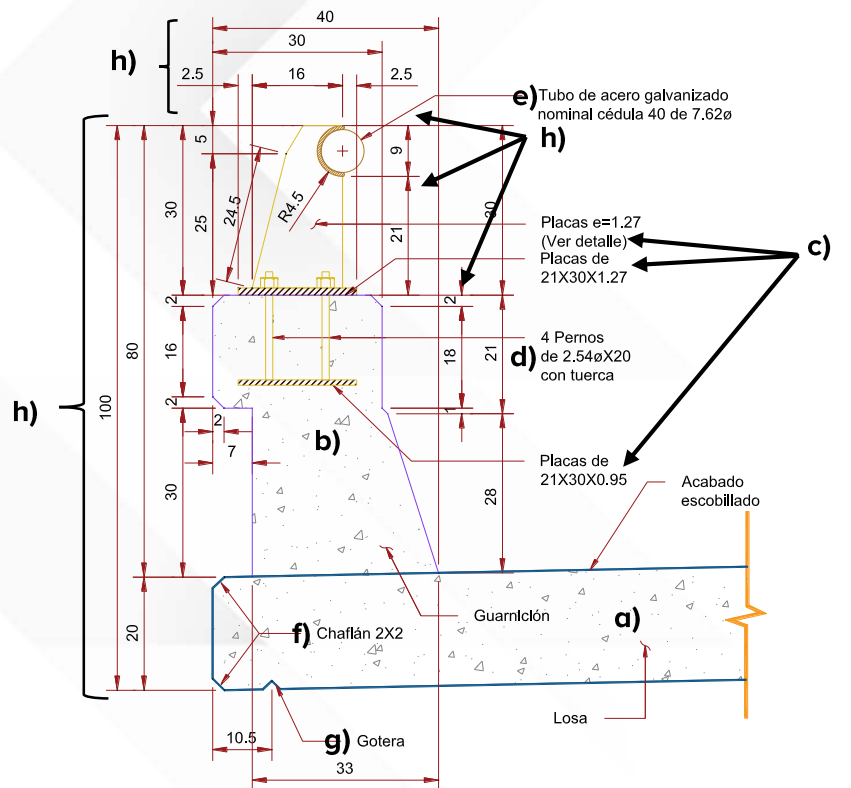 40
30
h)
2.5
16
2.5
e) Tubo de acero galvanizado
nominal cédula 40 de 7.62ø
h)
5
9
30
25
24.5
R4.5
21
30
Placas e=1.27
(Ver detalle)
c)
Placas de
21X30X1.27
2
2
16
80
100
18
21
4 Pernos
d) de 2.54øX20
con tuerca
h)
2
1
2
b)
7
30
28
Placas de
21X30X0.95
Acabado
escobillado
20
f) Chaflán 2X2
Guarnición
a)
10.5
g) Gotera
Losa
33